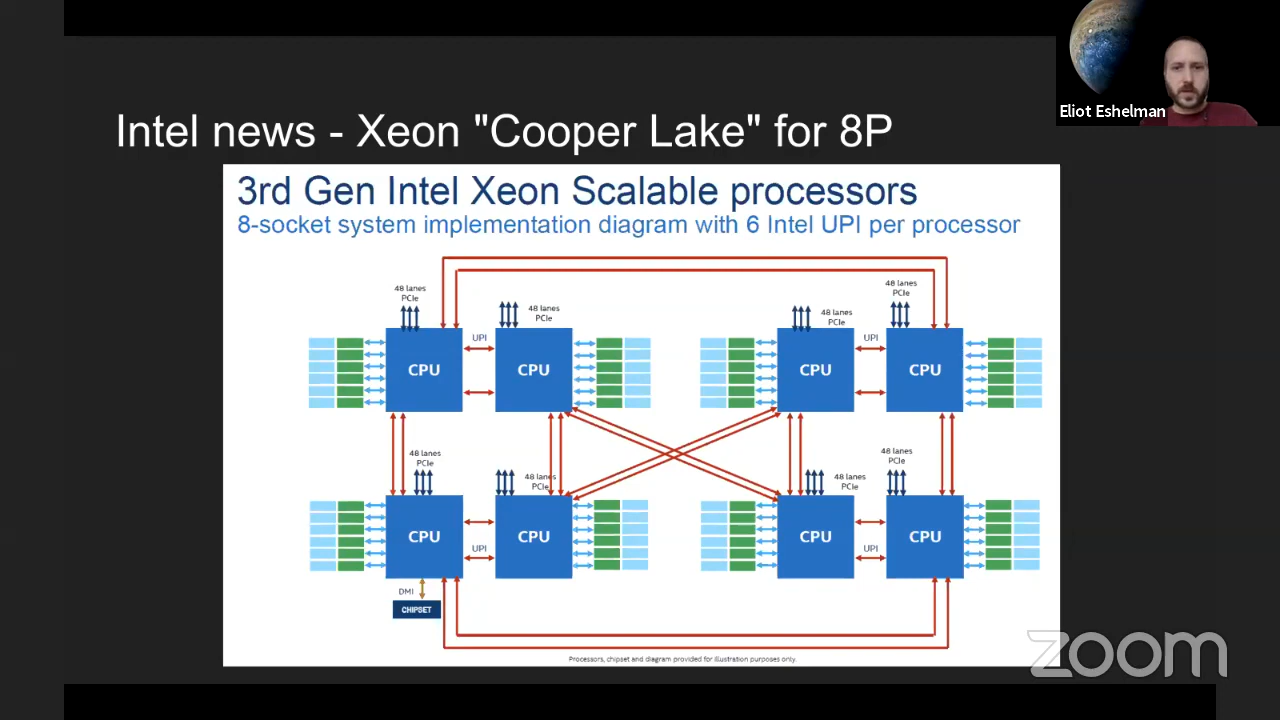 Eliot Eshelman
Intel news - Xeon "Cooper Lake" for 8P
3rd Gen Intel Xeon Scalable processors
8-socket system implementation diagram with 6 Intel UPI per processor
48 lanes
PCIe
48 lanes
PCIe
48 lanes
PCIe
48 lanes
PCIe
UPI
UPI
CPU
CPU
CPU
CPU
48 lanes
PCIe
48 lanes
PCIe
48 lanes
PCIe
48 lanes
PCIe
CPU
CPU
CPU
CPU
UPI
UPI
DMI
CHIPSET
Processors, chipset and diagram provided for illustration purposes only.
zoom